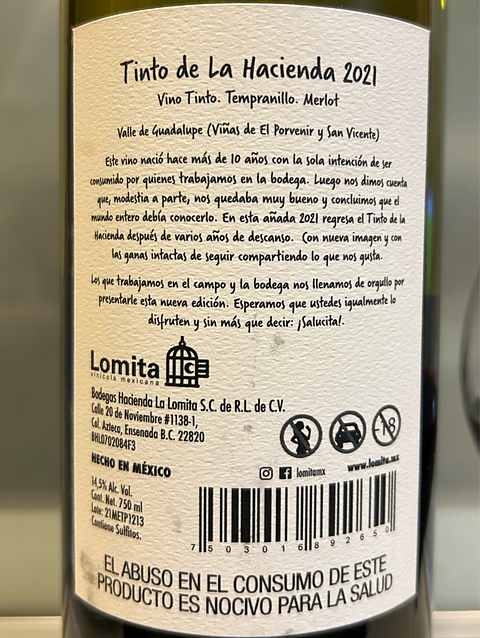 Tinto de La Hacienda 2021
Vino Tinto. Tempranillo. Merlot
Valle de Guadalupe (Viñas de El Porvenir y San Vicente)
Este vino nació hace más de 10 años con la sola intención de ser
consumido por quienes trabajamos en la bodega. Luego nos dimos cuenta
que, modestia a parte, nos quedaba muy bueno y concluimos que el
mundo entero debía conocerlo. En esta añada 2021 regresa el Tinto de la
Hacienda después de varios años de descanso. Con nueva imagen y con
las ganas intactas de seguir compartiendo lo que nos gusta.
Los que trabajamos en el campo y la bodega nos llenamos de orgullo por
presentarle esta nueva edición. Esperamos que ustedes igualmente lo
disfruten y sin más que decir: ¡Salucita!.
Lomita
vinícola mexicana
Bodegas Hacienda La Lomita S.C. de R.L. de C.V.
Calle 20 de Noviembre #1138-1,
Col. Azteca, Ensenada B.C. 22820
BHL0702084F3
HECHO EN MÉXICO
-18
lomitamx
www.lomita.mx
14,5% Alc. Vol.
Cont. Net. 750 ml
Lote: 21METP1213
Contiene Sulfitos.
7 503016 892650
EL ABUSO EN EL CONSUMO DE ESTE
PRODUCTO ES NOCIVO PARA LA SALUD